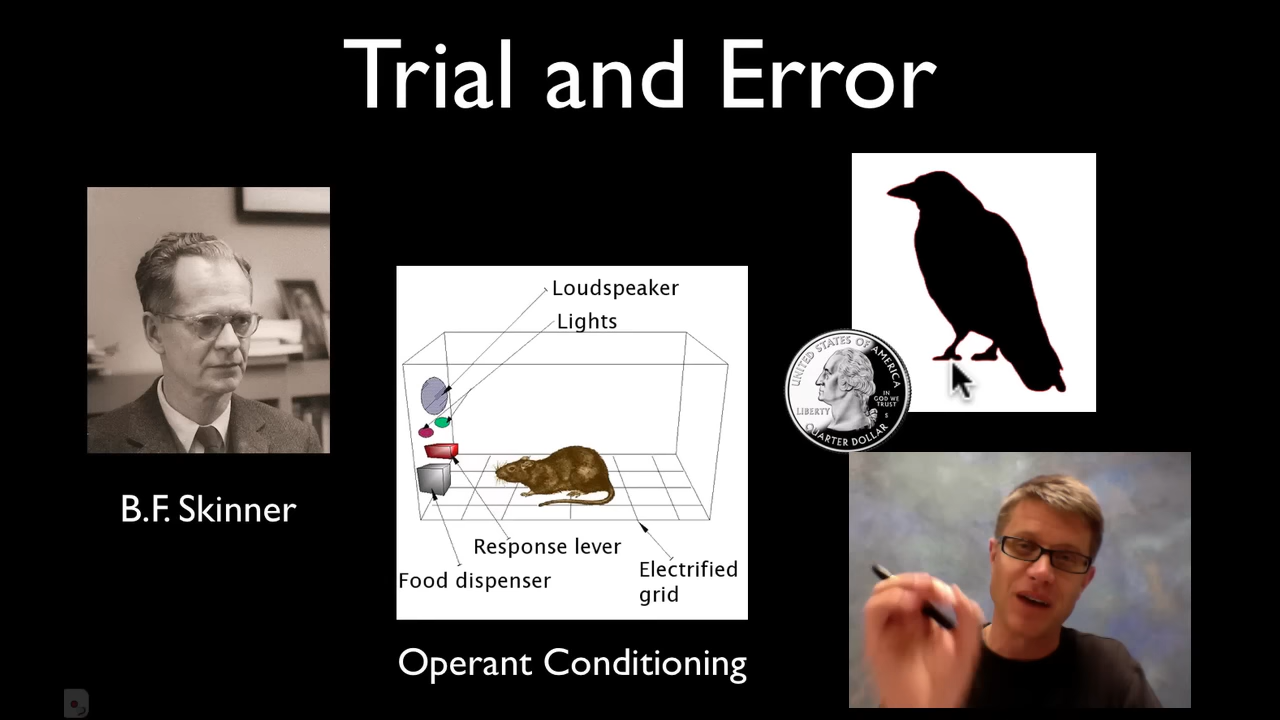 Trial and Error
B.F. Skinner
Loudspeaker
Lights
Response lever
Food dispenser
Electrified
grid
Operant Conditioning
UNITED STATES OF AMERICA
LIBERTY
IN
GOD WE
TRUST
S
QUARTER DOLLAR